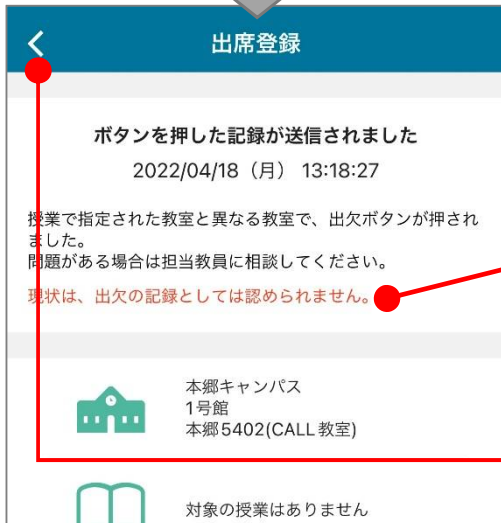 出席登録
ボタンを押した記録が送信されました
2022/04/18（月） 13:18:27
授業で指定された教室と異なる教室で、出欠ボタンが押され
ました。
問題がある場合は担当教員に相談してください。
現状は、出欠の記録としては認められません。
本郷キャンパス
1号館
本郷5402(CALL教室)
対象の授業はありません